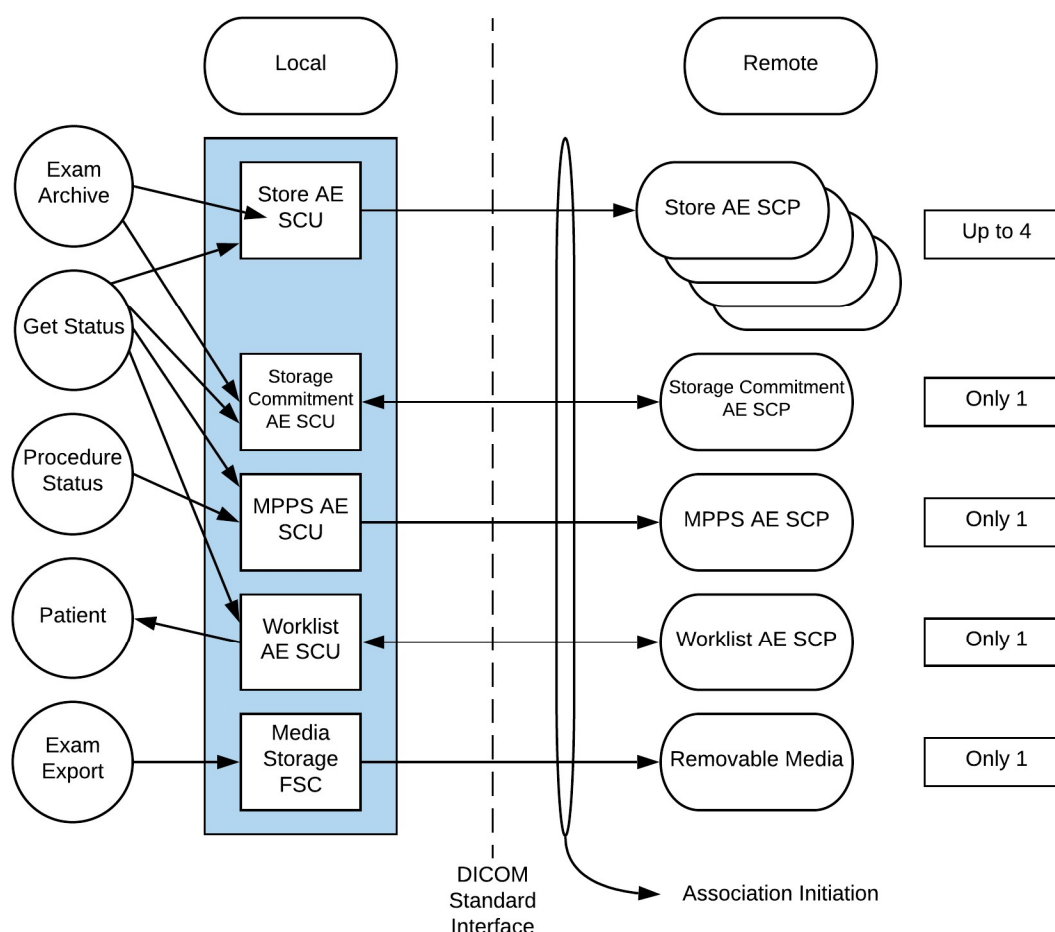 Local
Remote
Exam
Archive
Store AE
SCU
Store AE SCP
Up to 4
Get Status
Storage
Commitment
AE SCU
Storage Commitment
AE SCP
Only 1
Procedure
Status
MPPS AE
SCU
MPPS AE SCP
Only 1
Patient
Worklist
AE SCU
Worklist AE SCP
Only 1
Exam
Export
Media
Storage
FSC
Removable Media
Only 1
DICOM
Standard
Interface
Association Initiation